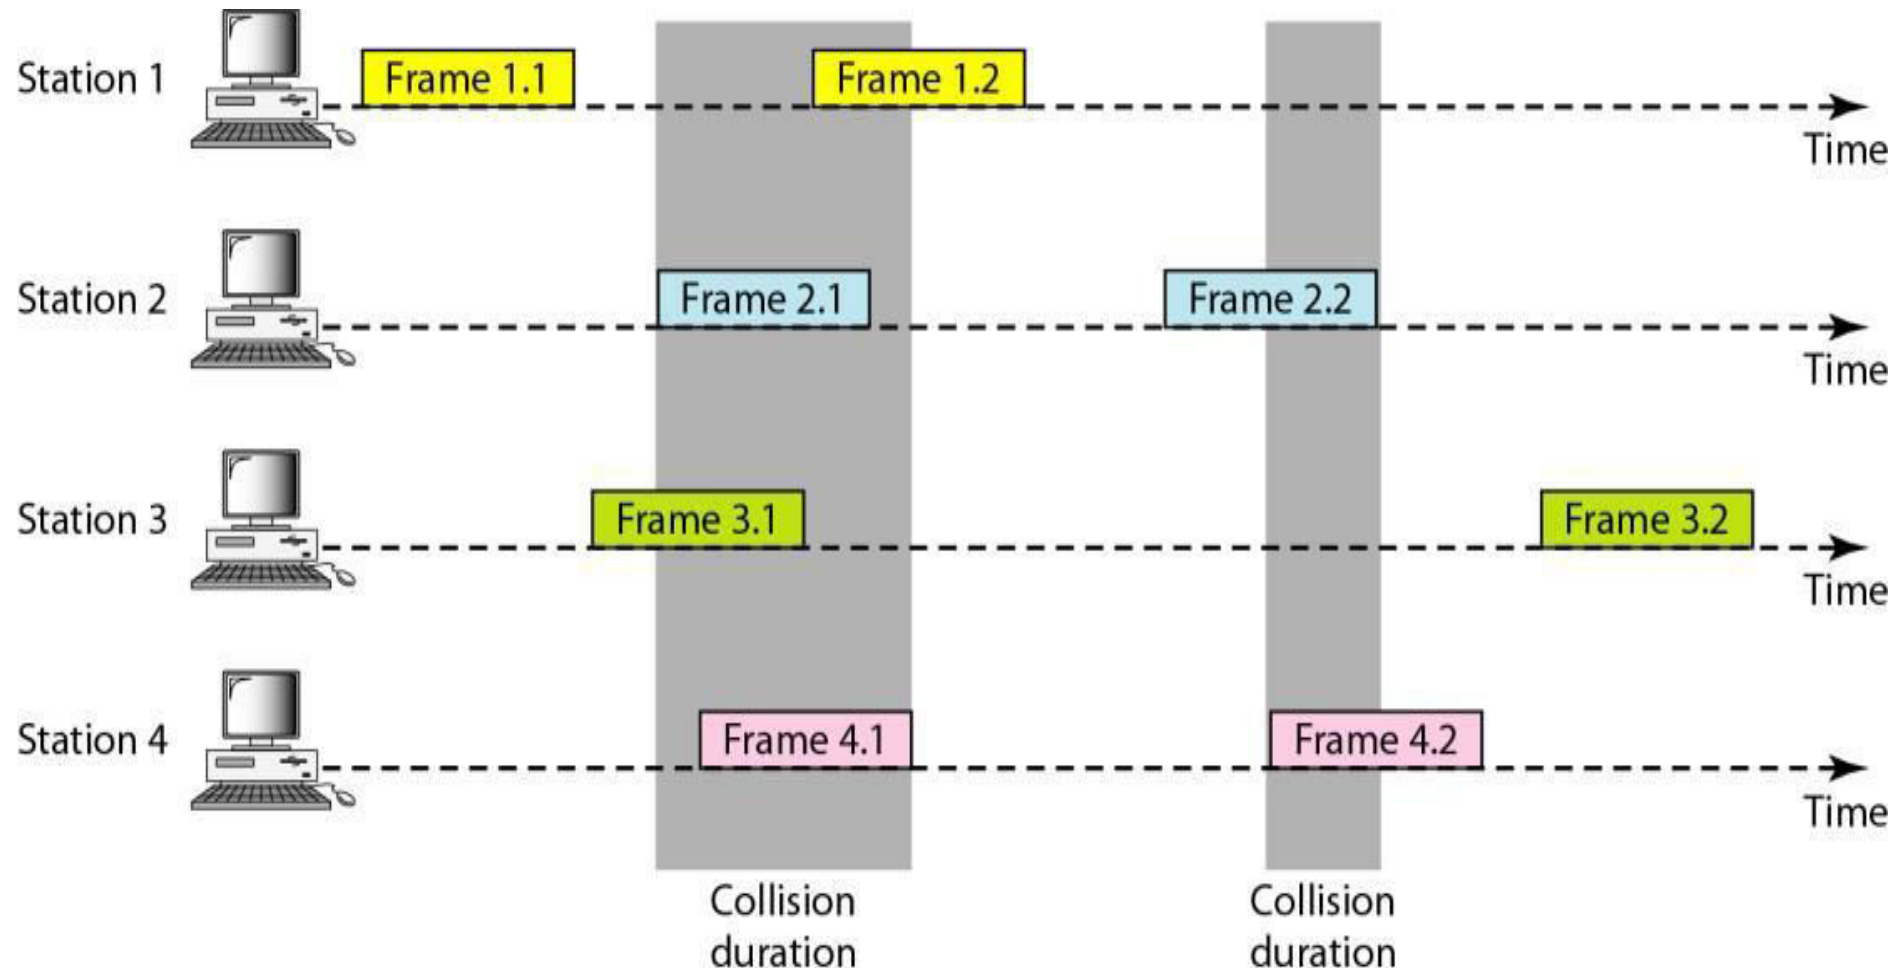 Station 1
Frame 1.1
Frame 1.2
Time
Station 2
Frame 2.1
Frame 2.2
Time
Station 3
Frame 3.1
Frame 3.2
Time
Station 4
Frame 4.1
Frame 4.2
Time
Collision
duration
Collision
duration